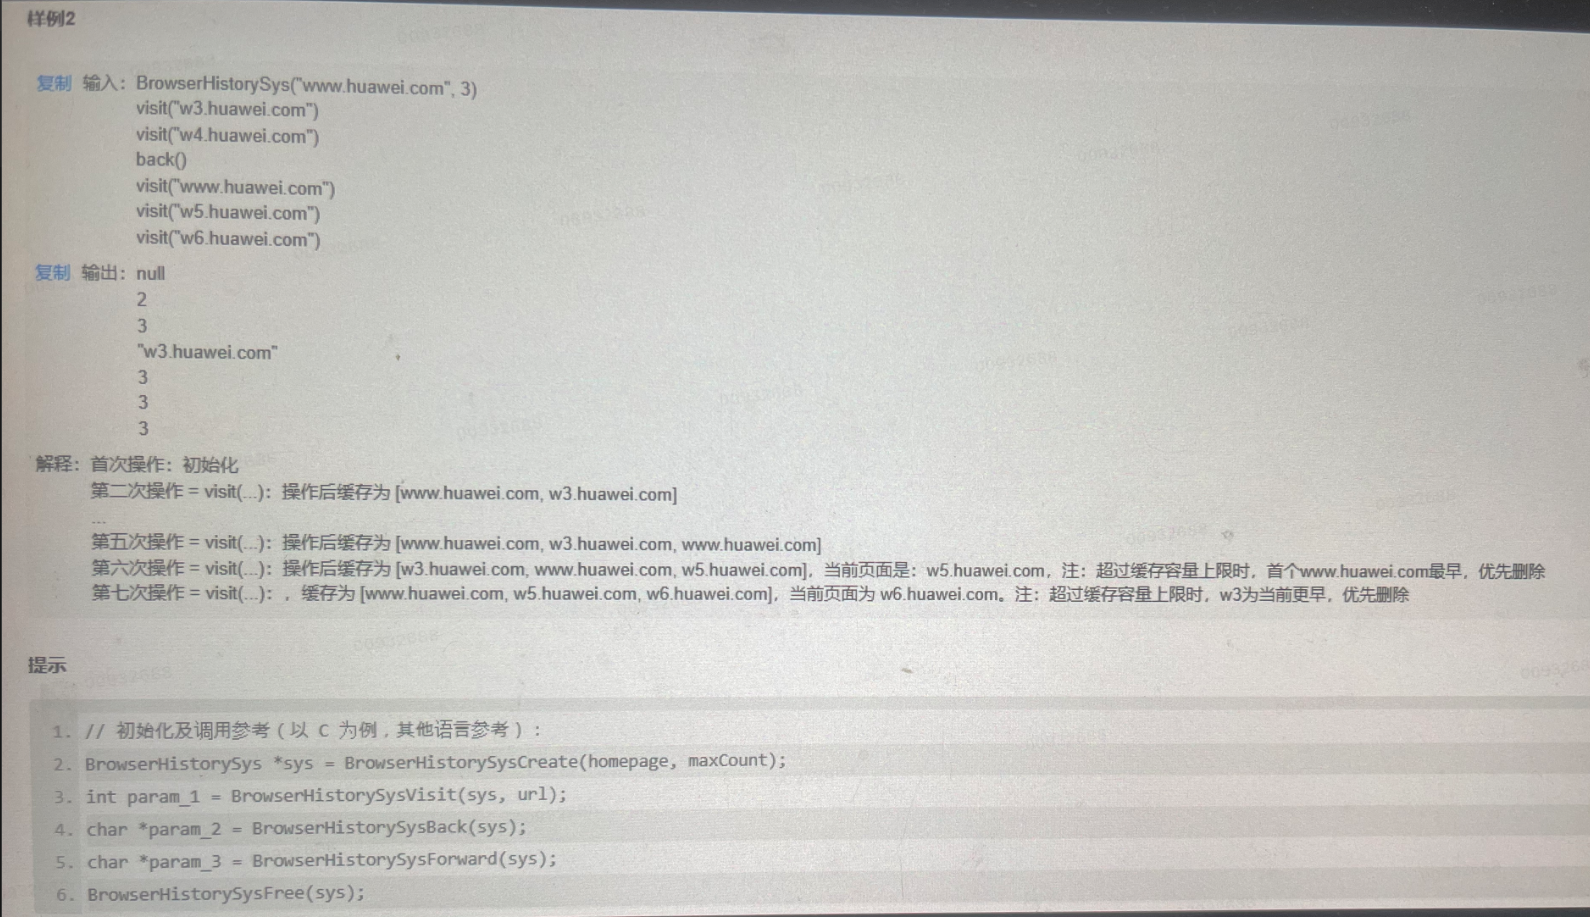 样例2
复制 输入：BrowserHistorySys("www.huawei.com", 3)
visit("w3.huawei.com")
visit("w4.huawei.com")
back()
visit("www.huawei.com")
visit("w5.huawei.com")
visit("w6.huawei.com")
复制 输出：null
2
3
"w3.huawei.com"
3
3
3
解释：首次操作：初始化
第二次操作 = visit(...)：操作后缓存为 [www.huawei.com, w3.huawei.com]
...
第五次操作 = visit(...)：操作后缓存为 [www.huawei.com, w3.huawei.com, www.huawei.com]
第六次操作 = visit(...)：操作后缓存为 [w3.huawei.com, www.huawei.com, w5.huawei.com]，当前页面是：w5.huawei.com，注：超过缓存容量上限时，首个www.huawei.com最早，优先删除
第七次操作 = visit(...)：，缓存为 [www.huawei.com, w5.huawei.com, w6.huawei.com]，当前页面为 w6.huawei.com。注：超过缓存容量上限时，w3为当前更早，优先删除
提示
1. // 初始化及调用参考（以 C 为例，其他语言参考）：
2. BrowserHistorySys *sys = BrowserHistorySysCreate(homepage, maxCount);
3. int param_1 = BrowserHistorySysVisit(sys, url);
4. char *param_2 = BrowserHistorySysBack(sys);
5. char *param_3 = BrowserHistorySysForward(sys);
6. BrowserHistorySysFree(sys);